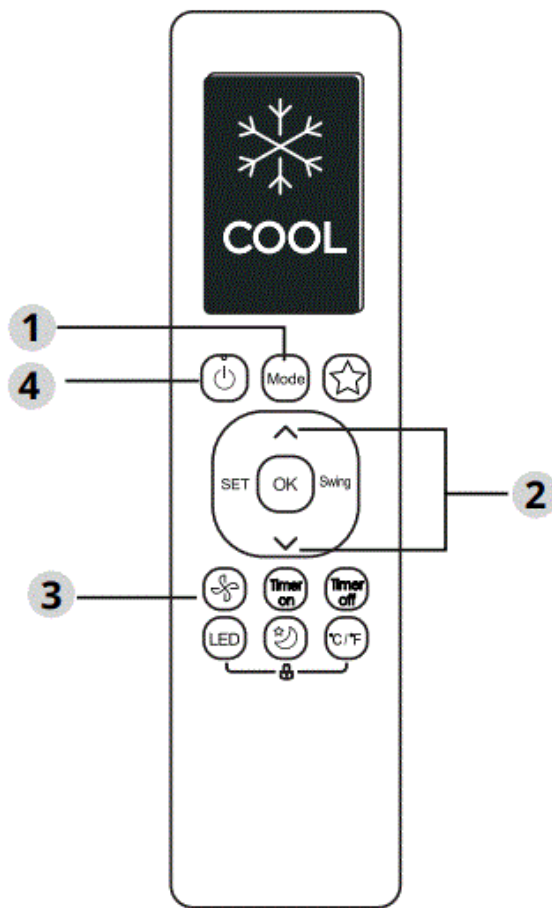 COOL
1
4
Mode
SET
OK
Swing
2
3
Timer
on
Timer
off
LED
°C/°F